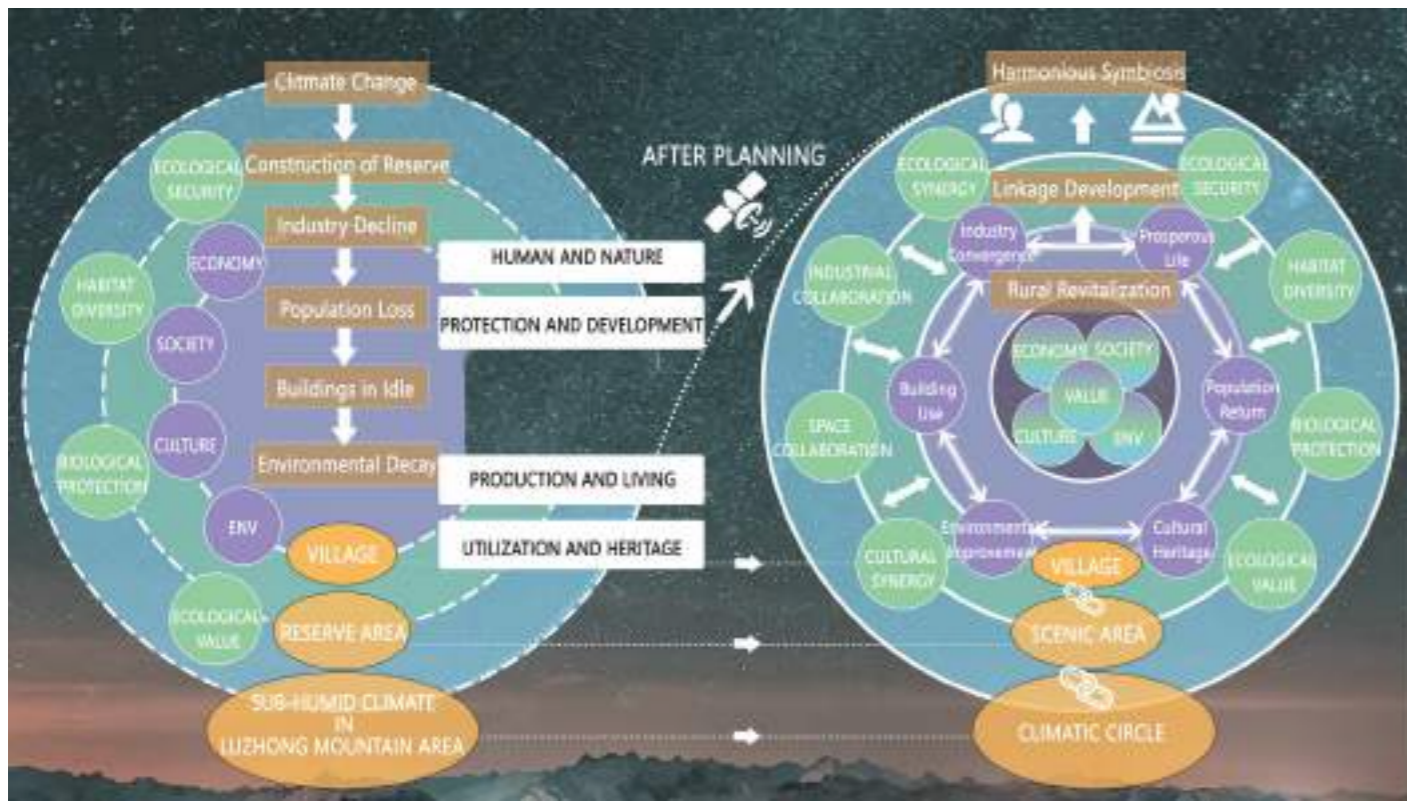 Clitmate Change
Construction of Reserve
Industry Decline
Population Loss
Buildings in Idle
Environmental Decay
ECOLOGICAL
SECURITY
HABITAT
DIVERSITY
BIOLOGICAL
PROTECTION
ECOLOGICAL
VALUE
ECONOMY
SOCIETY
CULTURE
ENV
VILLAGE
RESERVE AREA
SUB-HUMID CLIMATE
IN
LUZHONG MOUNTAIN AREA
HUMAN AND NATURE
PROTECTION AND DEVELOPMENT
PRODUCTION AND LIVING
UTILIZATION AND HERITAGE
AFTER PLANNING
Harmonious Symbiosis
Linkage Development
Rural Revitalization
ECOLOGICAL
SYNERGY
ECOLOGICAL
SECURITY
INDUSTRIAL
COLLABORATION
HABITAT
DIVERSITY
SPACE
COLLABORATION
BIOLOGICAL
PROTECTION
CULTURAL
SYNERGY
ECOLOGICAL
VALUE
Industry
Convergence
Prosperous
Life
Building
Use
Population
Return
Environmental
Improvement
Cultural
Heritage
ECONOMY
SOCIETY
VALUE
CULTURE
ENV
VILLAGE
SCENIC AREA
CLIMATIC CIRCLE